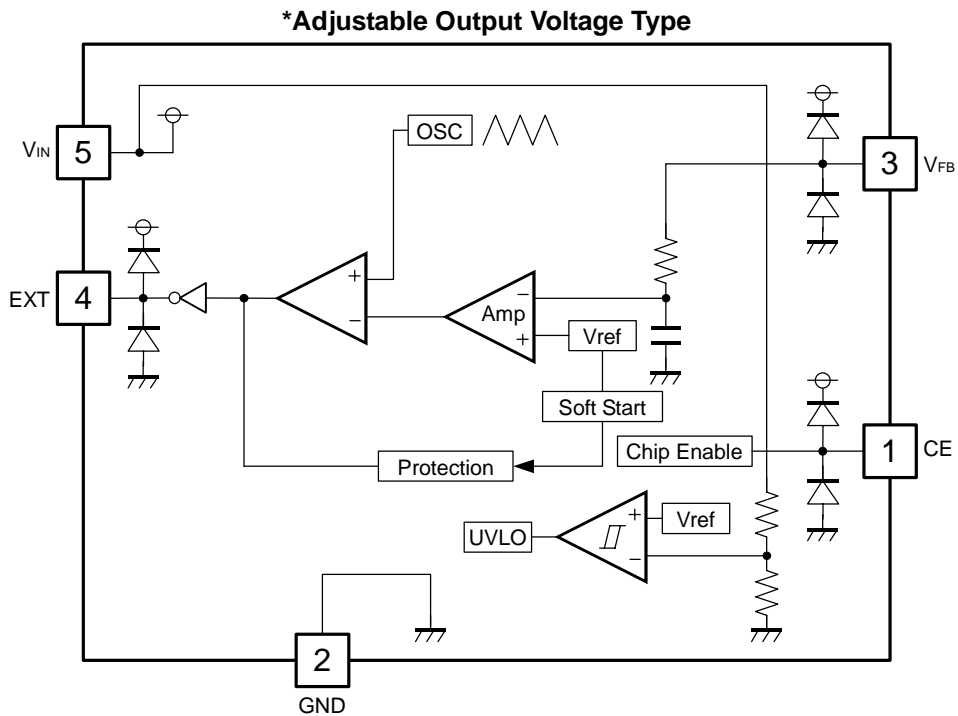 *Adjustable Output Voltage Type
OSC
VIN 5
3 VFB
EXT 4
+
−
Amp
−
+
Vref
Soft Start
Chip Enable
1 CE
Protection
UVLO
+
−
Vref
2
GND